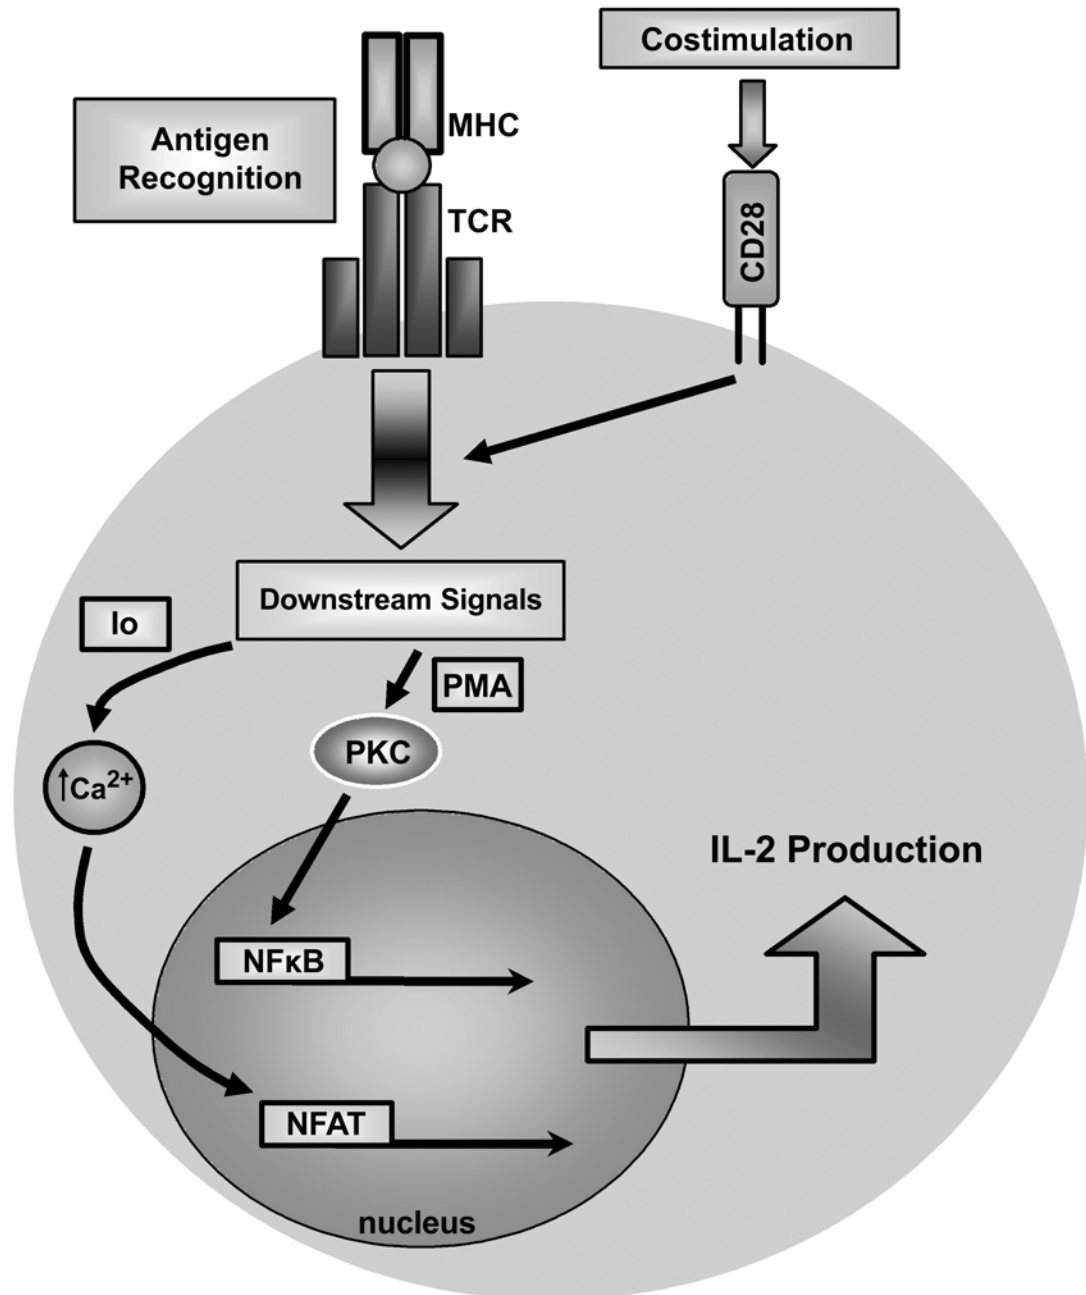 Costimulation
MHC
Antigen
Recognition
TCR
CD28
Downstream Signals
Io
PMA
PKC
↑Ca²⁺
IL-2 Production
NFκB
NFAT
nucleus